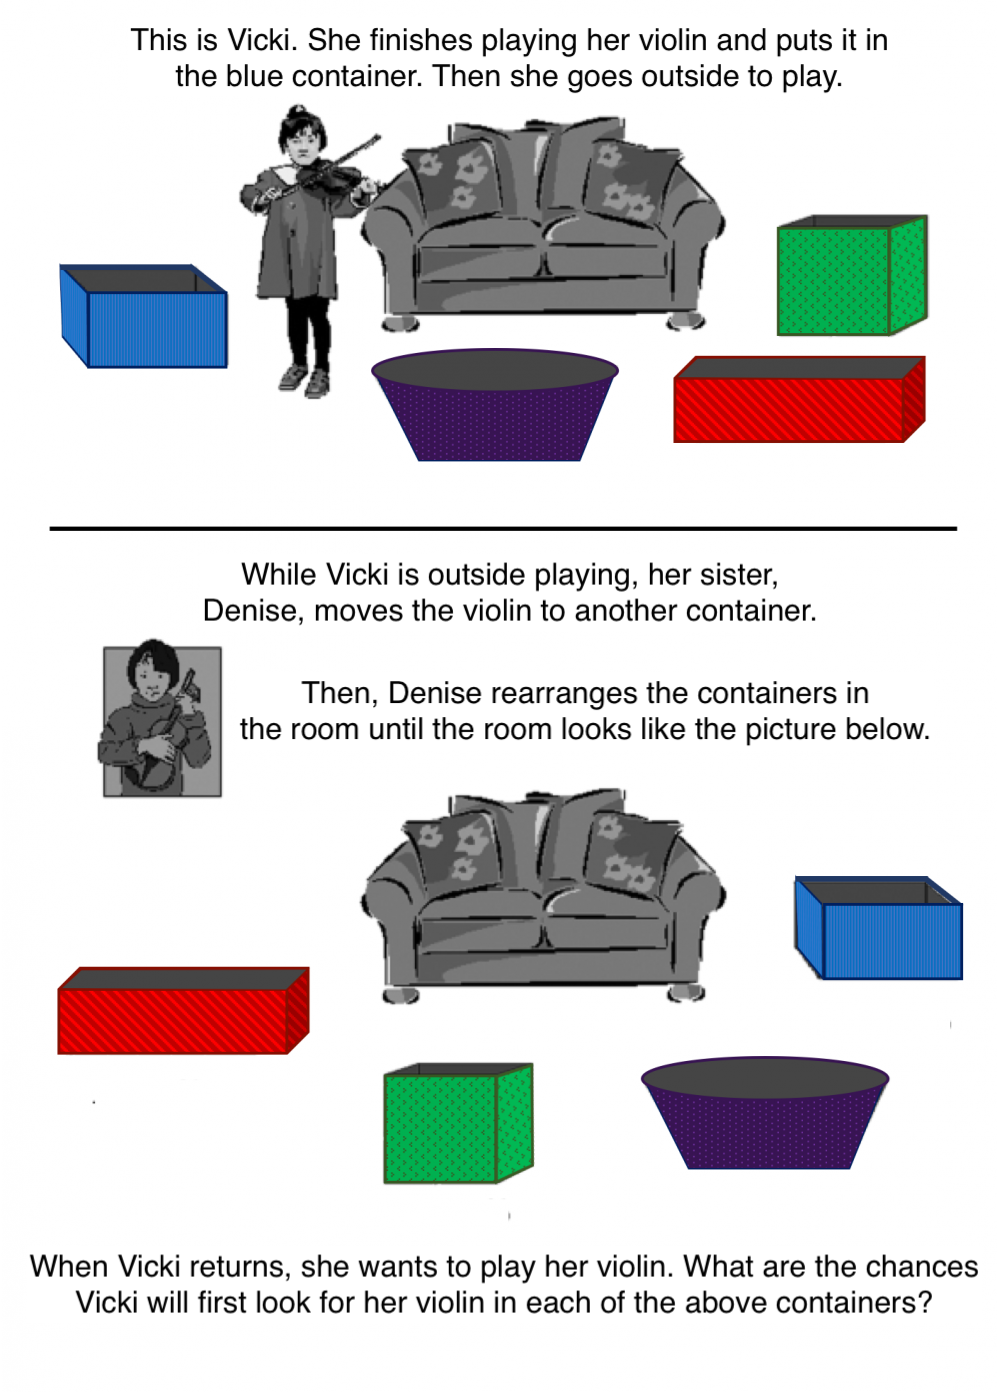 This is Vicki. She finishes playing her violin and puts it in
the blue container. Then she goes outside to play.
While Vicki is outside playing, her sister,
Denise, moves the violin to another container.
Then, Denise rearranges the containers in
the room until the room looks like the picture below.
When Vicki returns, she wants to play her violin. What are the chances
Vicki will first look for her violin in each of the above containers?